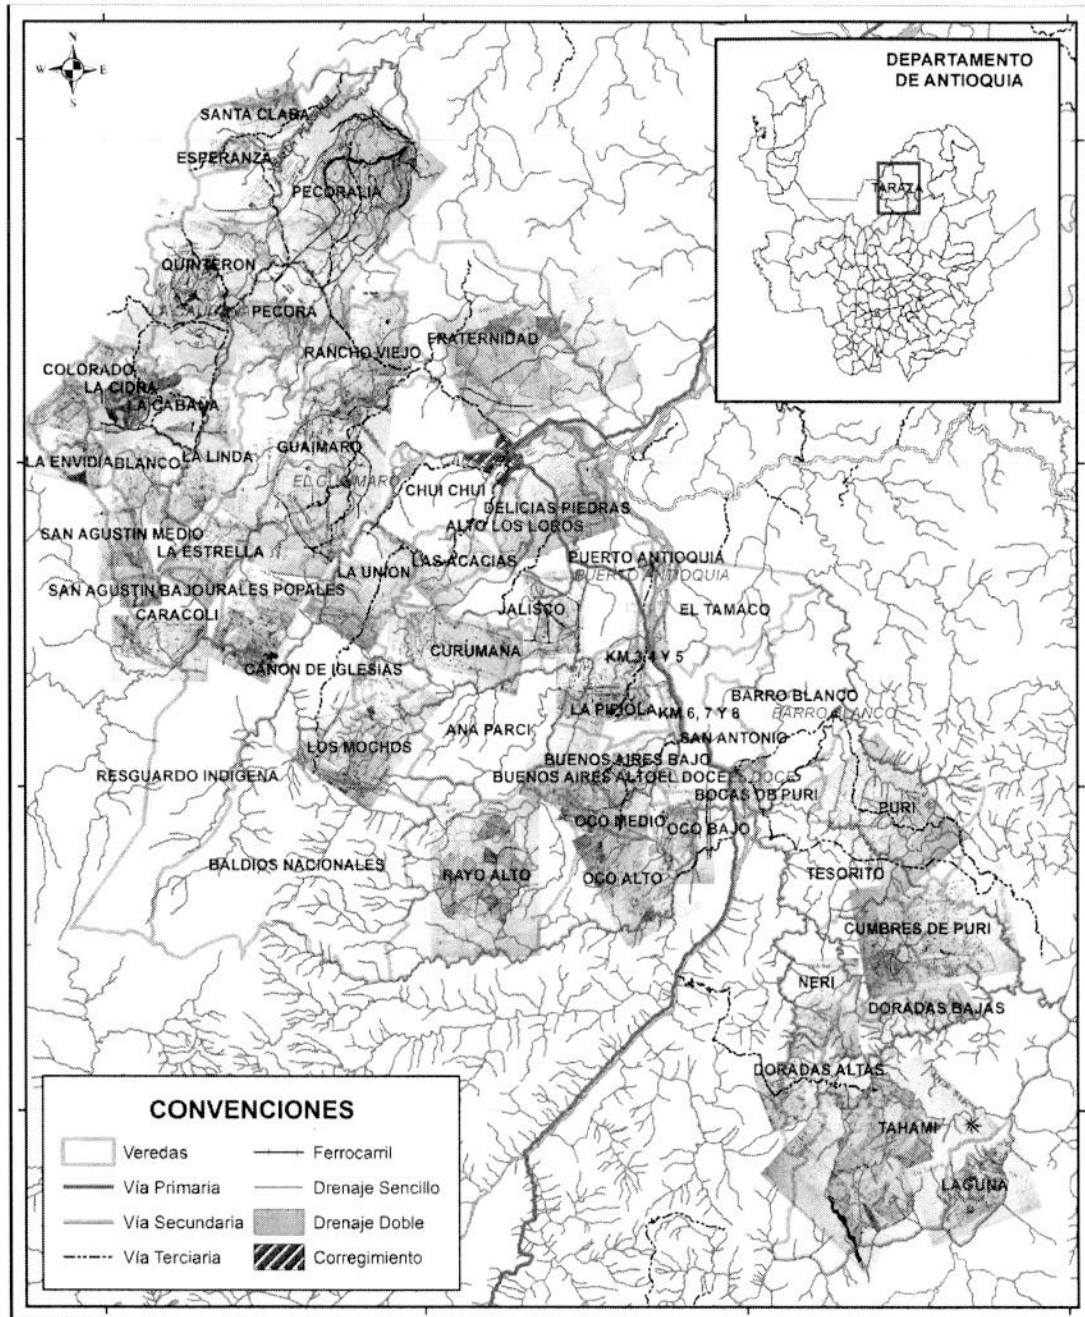 N
W E
S
DEPARTAMENTO
DE ANTIOQUIA
TARAZA
SANTA CLARA
ESPERANZA
PECORALIA
QUINTERON
PECORA
FRATERNIDAD
RANCHO VIEJO
COLORADO
LA CIDRA
LA CABAÑA
GUAIMARO
LA LINDA
LA ENVIDIA
BLANCO
EL GUAIMARO
CHUI CHUI
DELICIAS PIEDRAS
ALTO LOS LOBOS
SAN AGUSTIN MEDIO
LA ESTRELLA
LAS ACACIAS
PUERTO ANTIOQUIA
PUERTO ANTIOQUIA
LA UNION
SAN AGUSTIN BAJO
URALES POPALES
CARACOLI
JALISCO
EL TAMACO
CURUMANA
KM 3, 4 Y 5
CAÑON DE IGLESIAS
BARRO BLANCO
LA PIPIOLA
KM 6, 7 Y 8
BARRO BLANCO
ANA PARCI
SAN ANTONIO
LOS MOCHOS
BUENOS AIRES BAJO
RESGUARDO INDIGENA
BUENOS AIRES ALTO
EL DOCE
BOCAS DE PURI
PURI
OCO MEDIO
OCO BAJO
BALDIOS NACIONALES
RAYO ALTO
OCO ALTO
TESORITO
CUMBRES DE PURI
NERI
DORADAS BAJAS
DORADAS ALTAS
TAHAMI
LAGUNA
CONVENCIONES
Veredas
Ferrocarril
Vía Primaria
Drenaje Sencillo
Vía Secundaria
Drenaje Doble
Vía Terciaria
Corregimiento